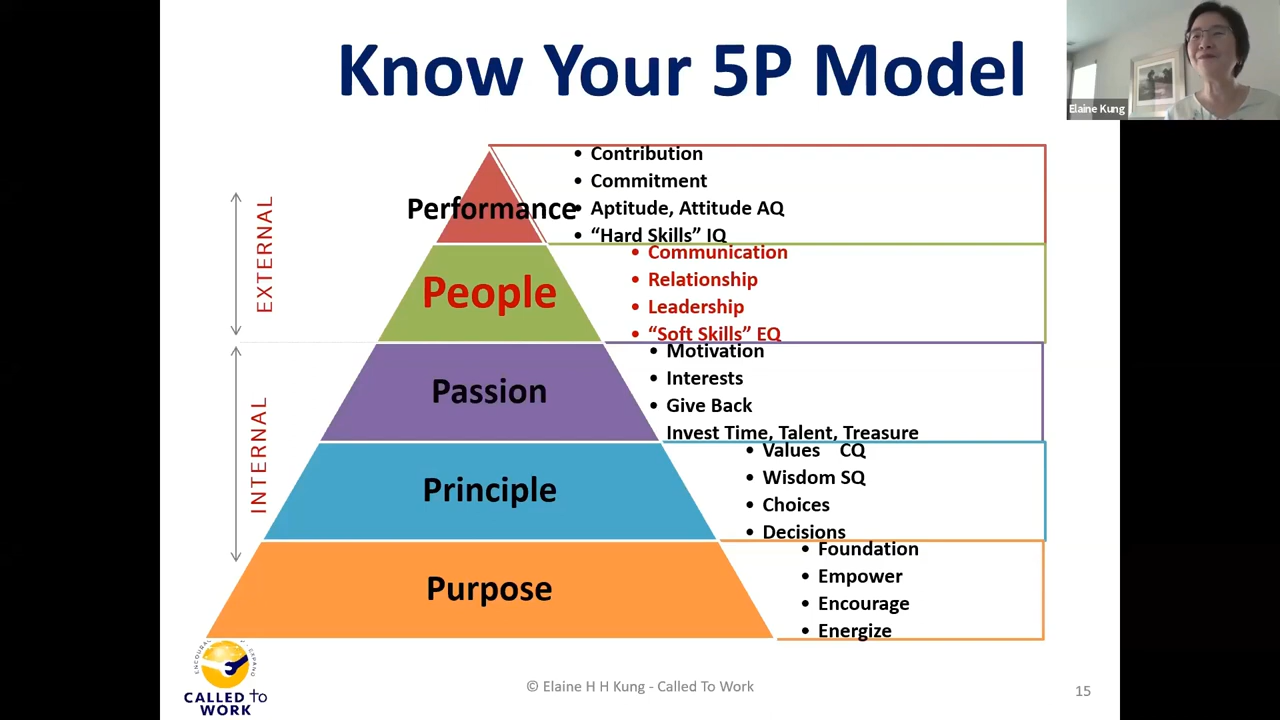 Know Your 5P Model
Elaine Kung
EXTERNAL
INTERNAL
Performance
• Contribution
• Commitment
• Aptitude, Attitude AQ
• “Hard Skills” IQ
People
• Communication
• Relationship
• Leadership
• “Soft Skills” EQ
Passion
• Motivation
• Interests
• Give Back
Invest Time, Talent, Treasure
Principle
• Values CQ
• Wisdom SQ
• Choices
• Decisions
Purpose
• Foundation
• Empower
• Encourage
• Energize
CALLED TO
WORK
© Elaine H H Kung - Called To Work
15